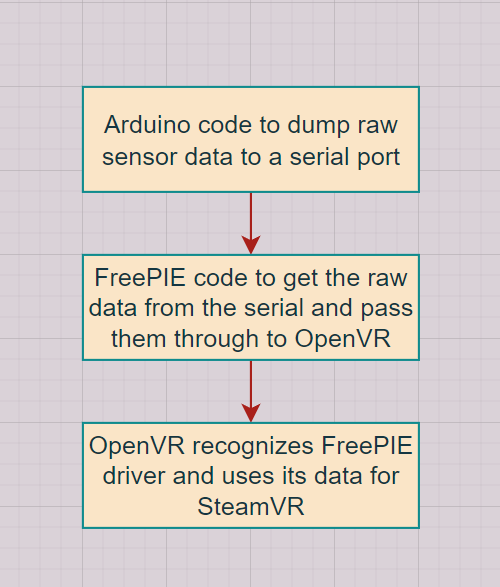 Arduino code to dump raw
sensor data to a serial port
FreePIE code to get the raw
data from the serial and pass
them through to OpenVR
OpenVR recognizes FreePIE
driver and uses its data for
SteamVR